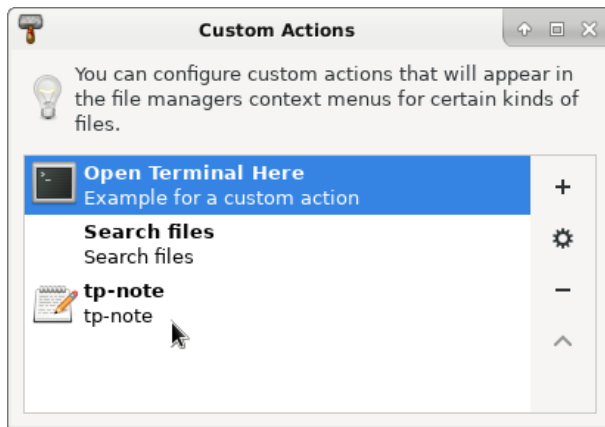 Custom Actions
You can configure custom actions that will appear in
the file managers context menus for certain kinds of
files.
Open Terminal Here
Example for a custom action
Search files
Search files
tp-note
tp-note